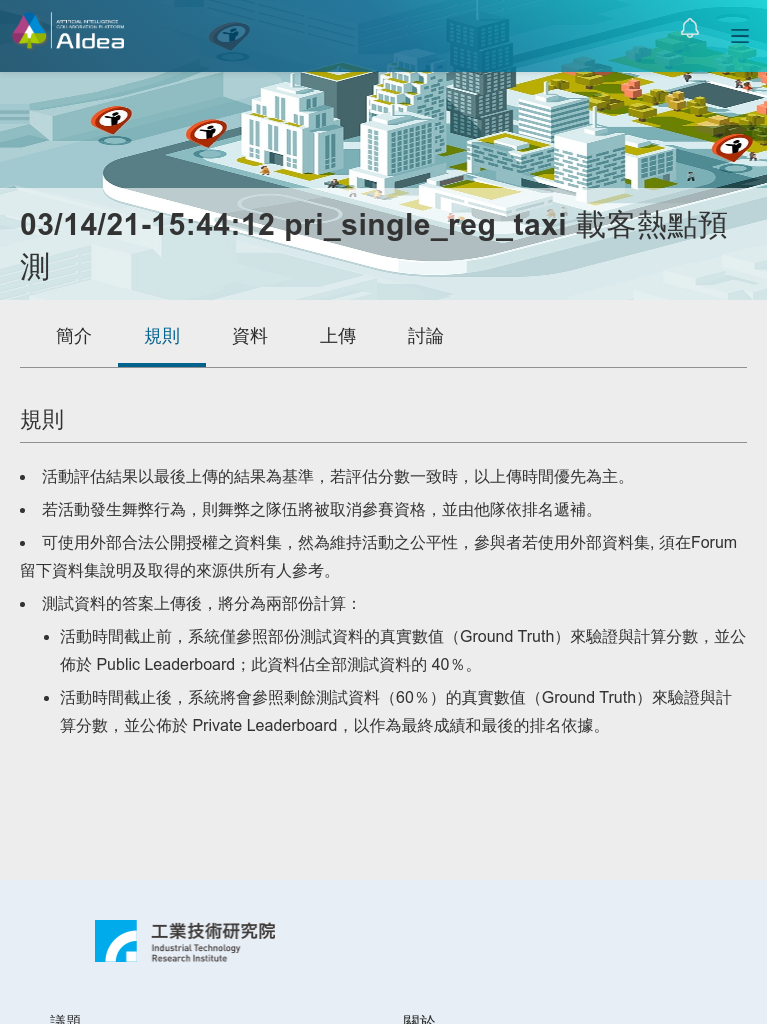 ARTIFICIAL INTELLIGENCE
COLLABORATION PLATFORM
AIdea
03/14/21-15:44:12 pri_single_reg_taxi 載客熱點預
測
簡介
規則
資料
上傳
討論
規則
• 活動評估結果以最後上傳的結果為基準，若評估分數一致時，以上傳時間優先為主。
• 若活動發生舞弊行為，則舞弊之隊伍將被取消參賽資格，並由他隊依排名遞補。
• 可使用外部合法公開授權之資料集，然為維持活動之公平性，參與者若使用外部資料集, 須在Forum
留下資料集說明及取得的來源供所有人參考。
• 測試資料的答案上傳後，將分為兩部份計算：
• 活動時間截止前，系統僅參照部份測試資料的真實數值（Ground Truth）來驗證與計算分數，並公
佈於 Public Leaderboard；此資料佔全部測試資料的 40％。
• 活動時間截止後，系統將會參照剩餘測試資料（60％）的真實數值（Ground Truth）來驗證與計
算分數，並公佈於 Private Leaderboard，以作為最終成績和最後的排名依據。
工業技術研究院
Industrial Technology
Research Institute
議題
關於